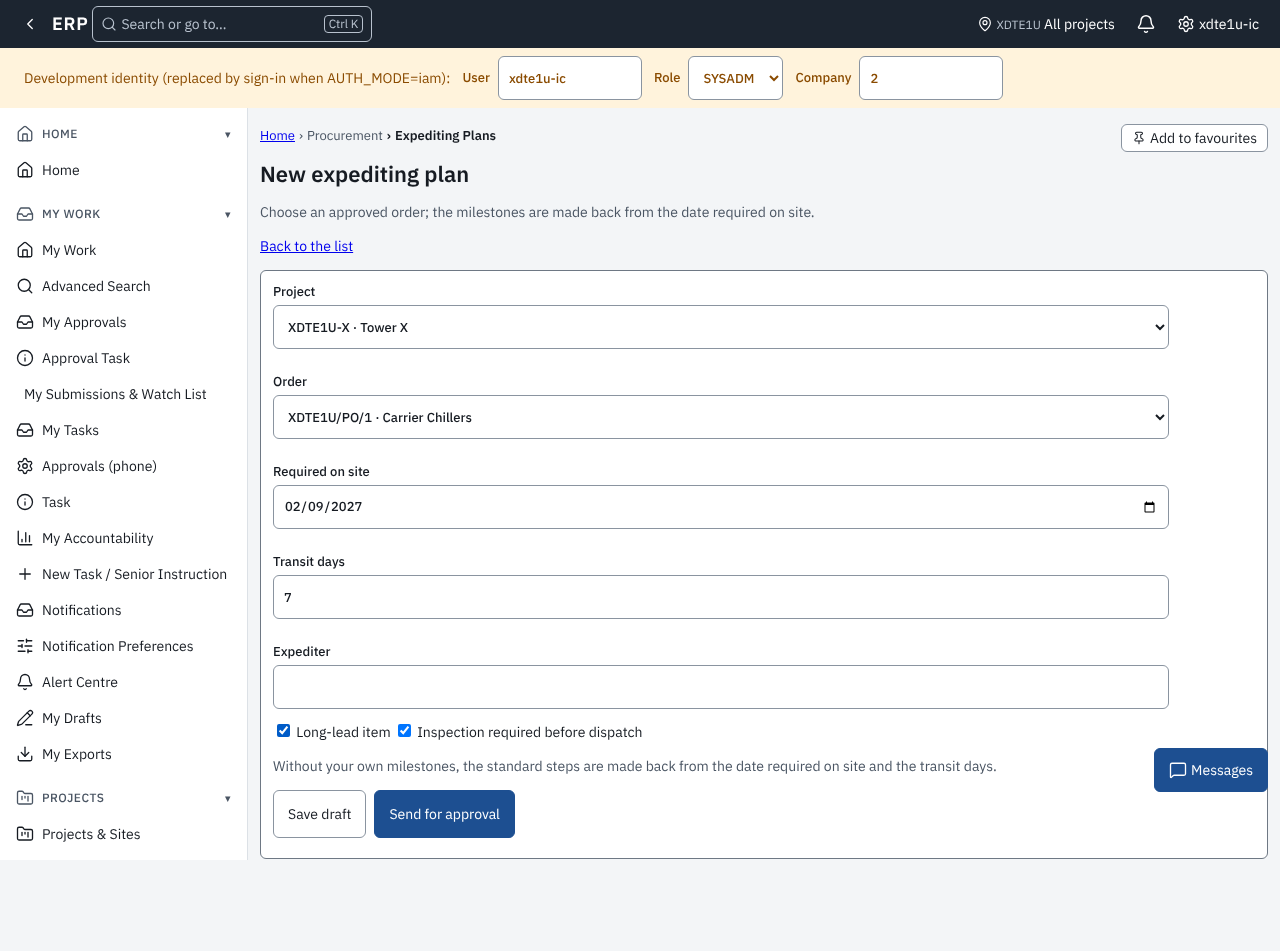 ERP
Search or go to...
Ctrl K
XDTE1U All projects
xdte1u-ic
Development identity (replaced by sign-in when AUTH_MODE=iam):
User
xdte1u-ic
Role
SYSADM
Company
2
HOME
Home
MY WORK
My Work
Advanced Search
My Approvals
Approval Task
My Submissions & Watch List
My Tasks
Approvals (phone)
Task
My Accountability
New Task / Senior Instruction
Notifications
Notification Preferences
Alert Centre
My Drafts
My Exports
PROJECTS
Projects & Sites
Home › Procurement › Expediting Plans
Add to favourites
New expediting plan
Choose an approved order; the milestones are made back from the date required on site.
Back to the list
Project
XDTE1U-X · Tower X
Order
XDTE1U/PO/1 · Carrier Chillers
Required on site
02/09/2027
Transit days
7
Expediter
Long-lead item
Inspection required before dispatch
Without your own milestones, the standard steps are made back from the date required on site and the transit days.
Save draft
Send for approval
Messages